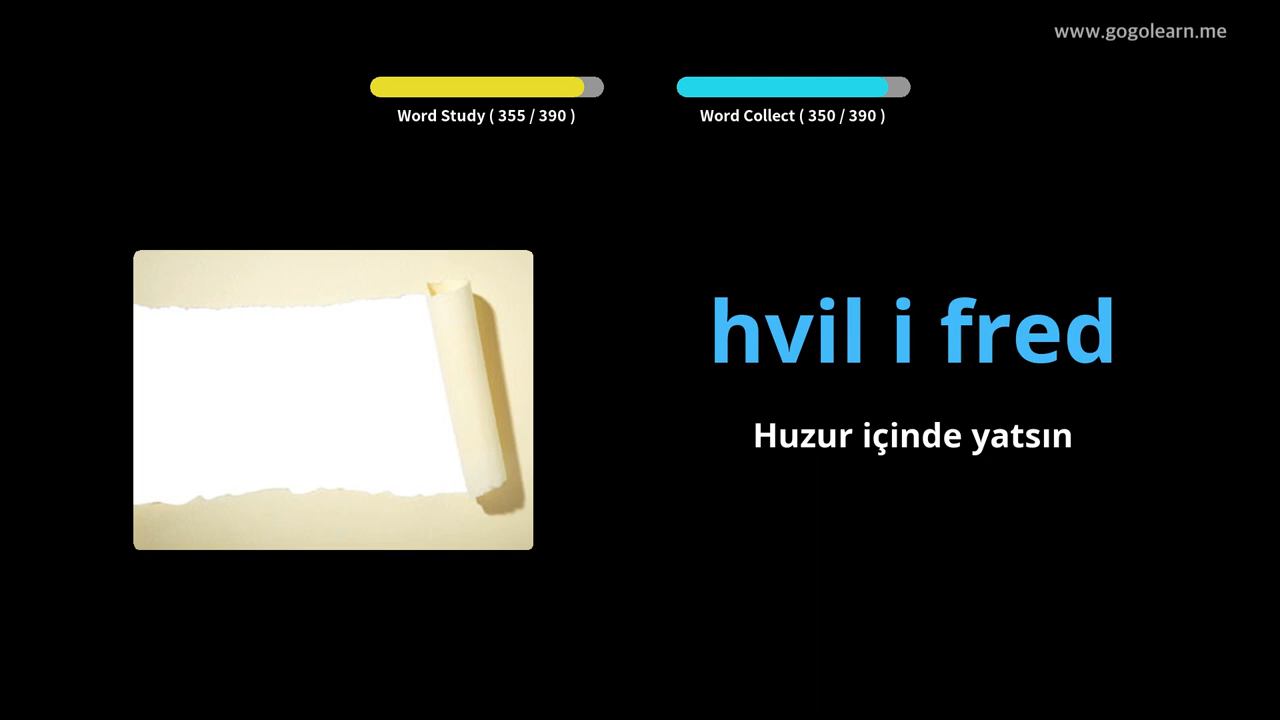 www.gogolearn.me
Word Study ( 355 / 390 )
Word Collect ( 350 / 390 )
hvil i fred
Huzur içinde yatsın